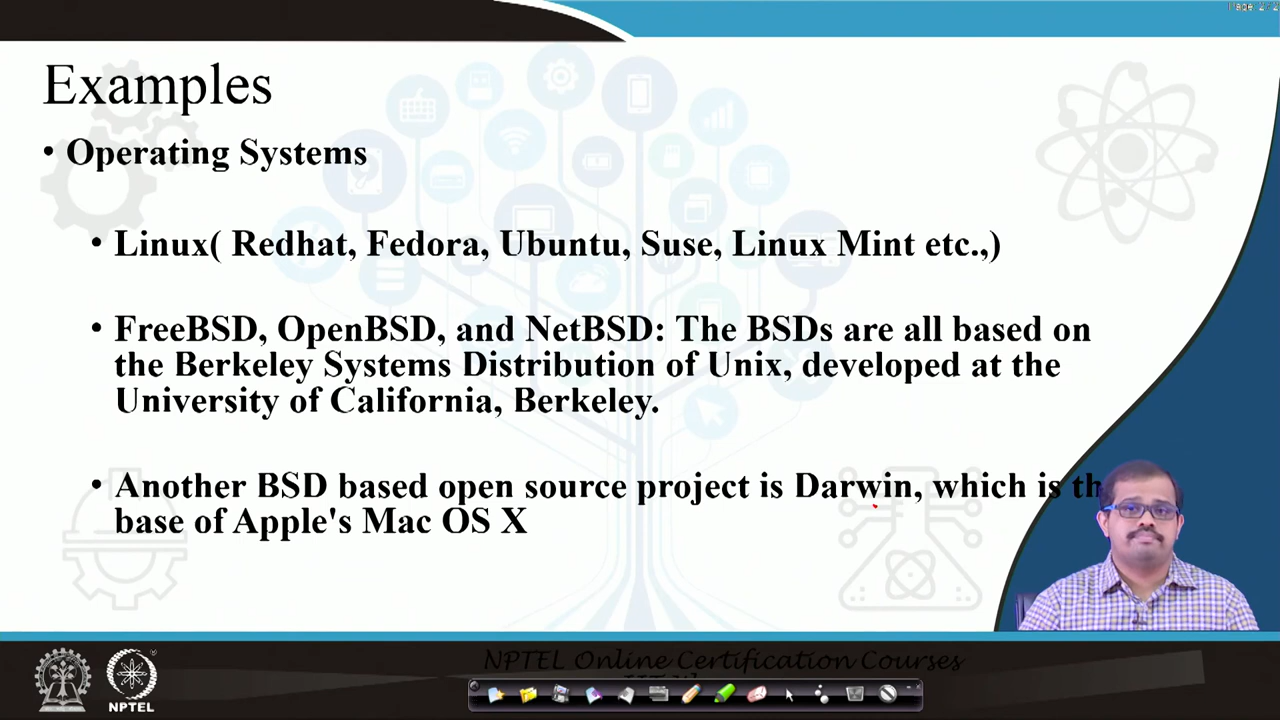 Examples
• Operating Systems
• Linux( Redhat, Fedora, Ubuntu, Suse, Linux Mint etc.,)
• FreeBSD, OpenBSD, and NetBSD: The BSDs are all based on
the Berkeley Systems Distribution of Unix, developed at the
University of California, Berkeley.
• Another BSD based open source project is Darwin, which is th
base of Apple's Mac OS X
NPTEL Online Certification Courses
NPTEL